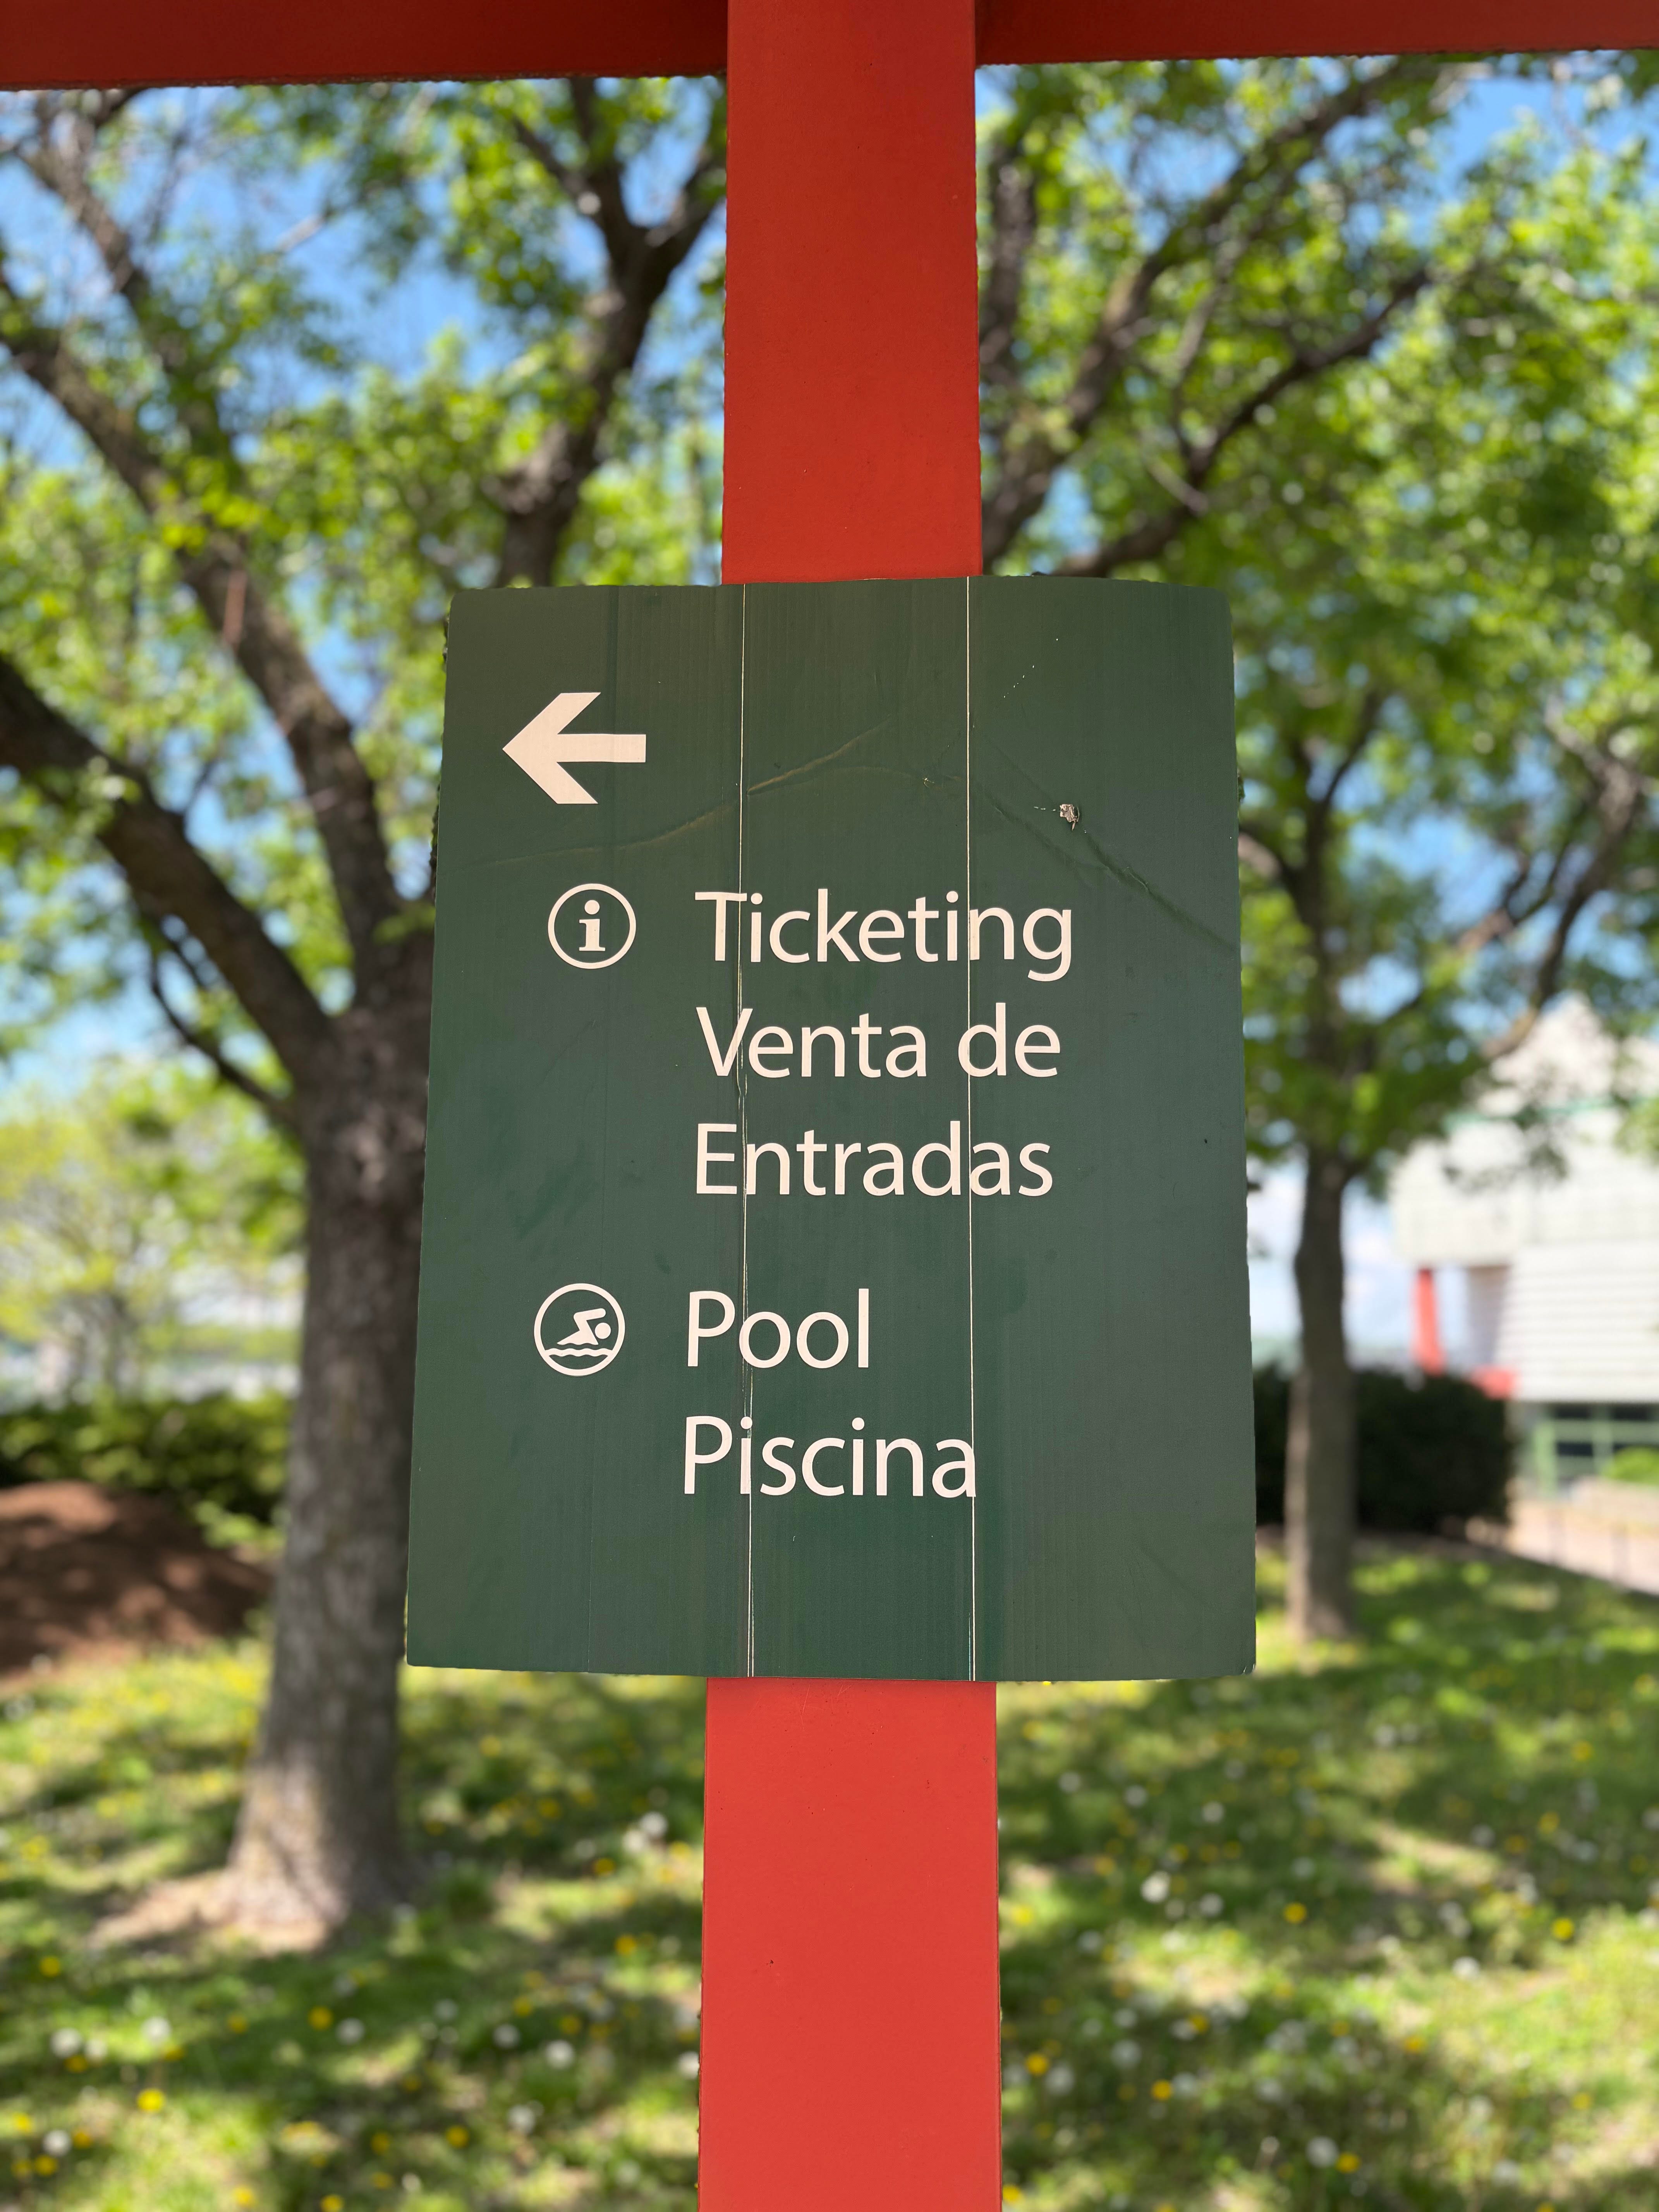 Ticketing
Venta de
Entradas
Pool
Piscina